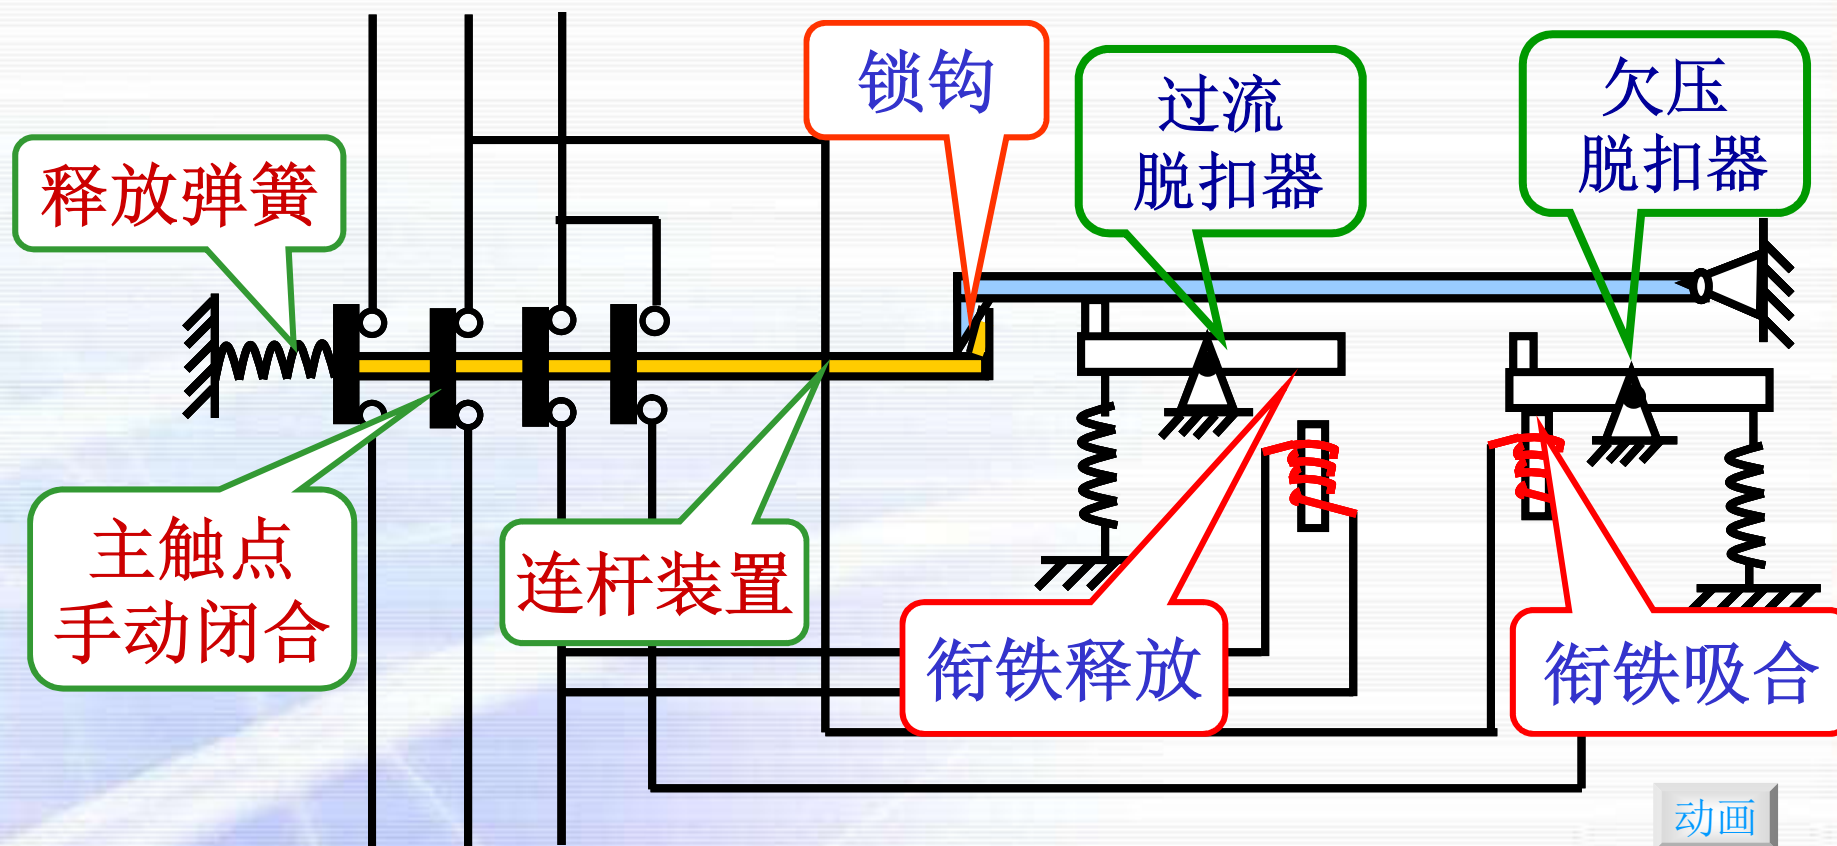 锁钩
过流
脱扣器
欠压
脱扣器
释放弹簧
主触点
手动闭合
连杆装置
衔铁释放
衔铁吸合
动画